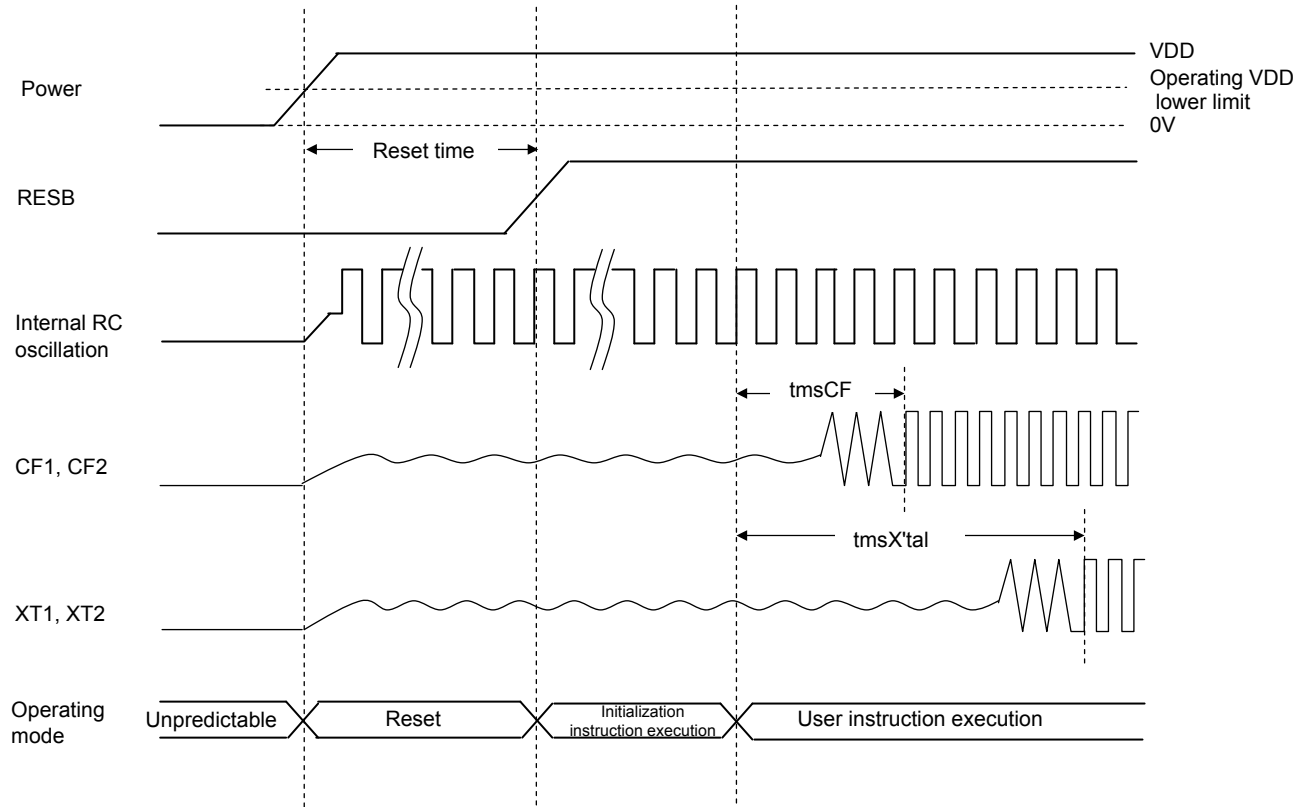 VDD
Power
Operating VDD
lower limit
0V
Reset time
RESB
Internal RC
oscillation
tmsCF
CF1, CF2
tmsX'tal
XT1, XT2
Operating
mode
Unpredictable
Reset
Initialization
instruction execution
User instruction execution